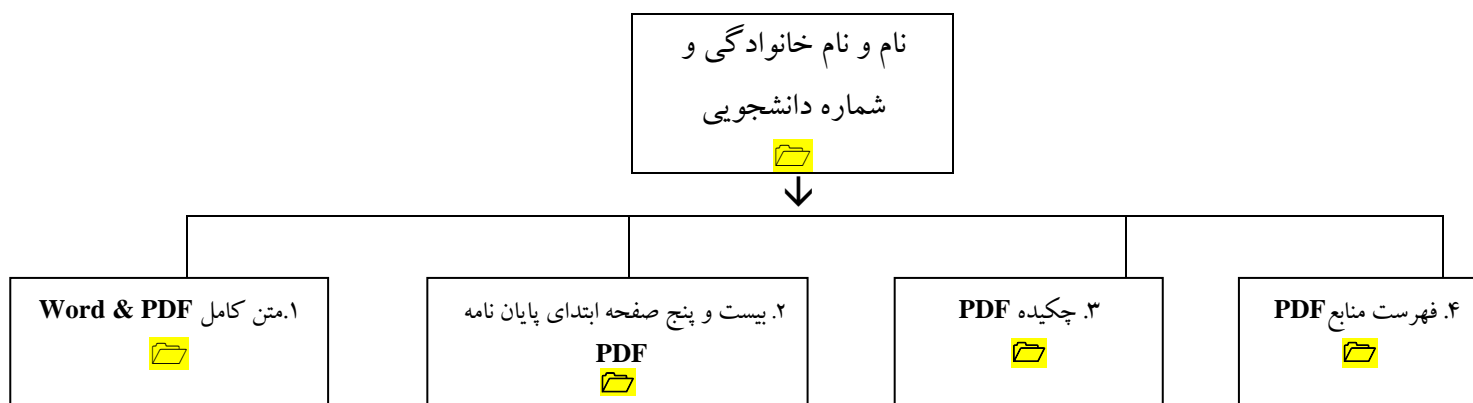 نام و نام خانوادگی و
شماره دانشجویی
۱.متن کامل Word & PDF
۲. بیست و پنج صفحه ابتدای پایان نامه
PDF
۳. چکیده PDF
۴. فهرست منابع PDF